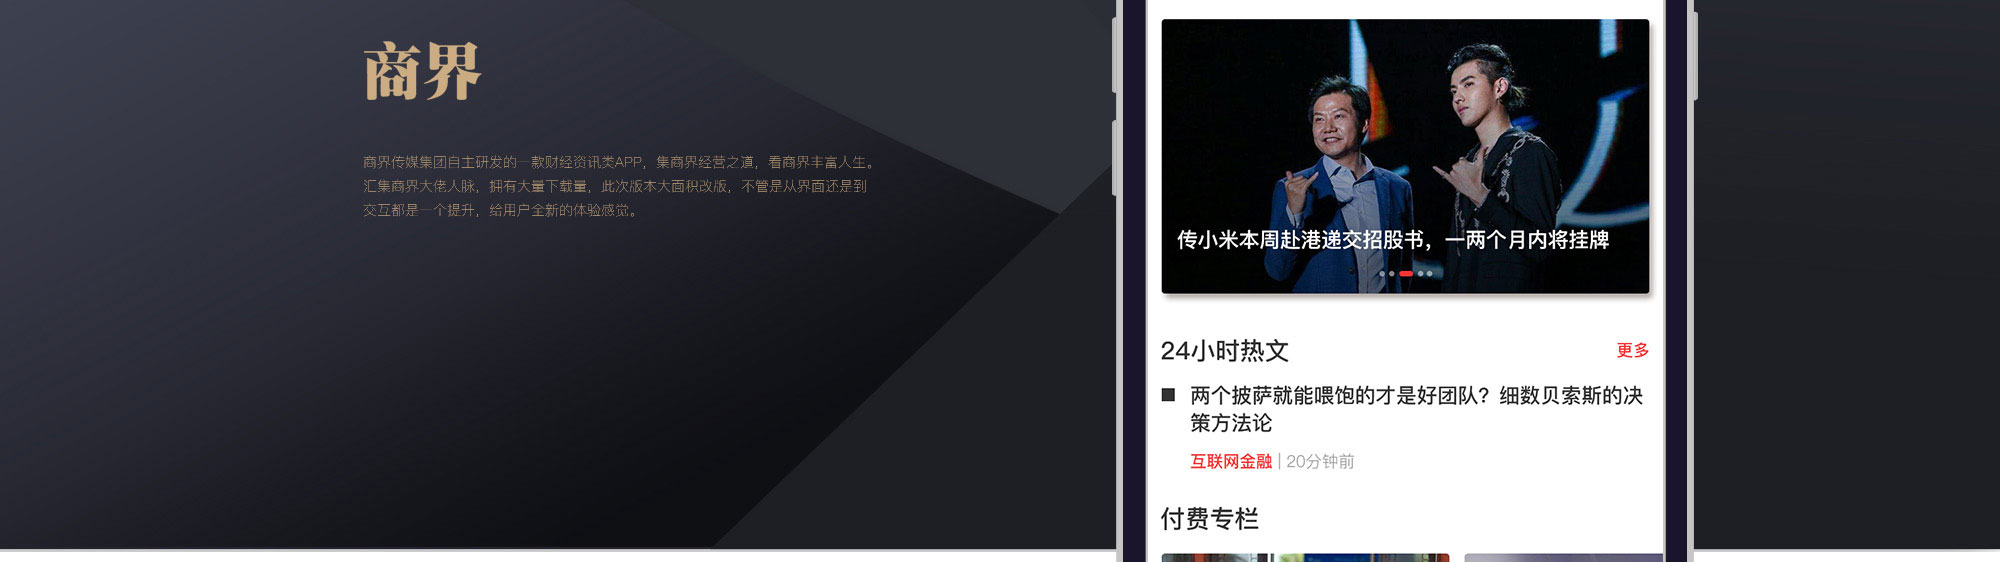 商界
商界传媒集团自主研发的一款财经资讯类APP，集商界经营之道，看商界丰富人生。
汇集商界大佬人脉，拥有大量下载量，此次版本大面积改版，不管是从界面还是到
交互都是一个提升，给用户全新的体验感觉。
传小米本周赴港递交招股书，一两个月内将挂牌
24小时热文
更多
两个披萨就能喂饱的才是好团队？细数贝索斯的决
策方法论
互联网金融 | 20分钟前
付费专栏